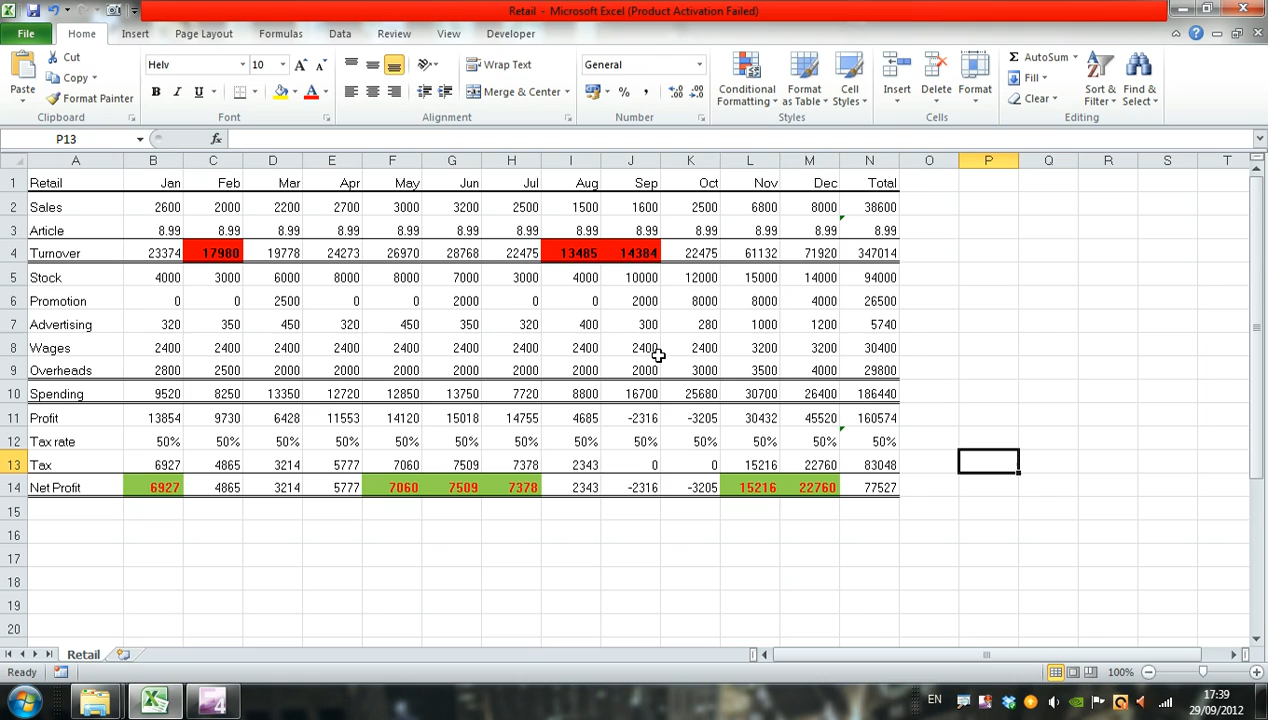 Retail - Microsoft Excel (Product Activation Failed)
File Home Insert Page Layout Formulas Data Review View Developer
Paste Cut Copy Format Painter Clipboard
Helv 10 B I U Font
Wrap Text Merge & Center Alignment
General % , Number
Conditional Formatting Format as Table Cell Styles Styles
Insert Delete Format Cells
Σ AutoSum Fill Clear Sort & Filter Find & Select Editing
P13 fx
A B C D E F G H I J K L M N O P Q R S T
1 Retail Jan Feb Mar Apr May Jun Jul Aug Sep Oct Nov Dec Total
2 Sales 2600 2000 2200 2700 3000 3200 2500 1500 1600 2500 6800 8000 38600
3 Article 8.99 8.99 8.99 8.99 8.99 8.99 8.99 8.99 8.99 8.99 8.99 8.99 8.99
4 Turnover 23374 17980 19778 24273 26970 28768 22475 13485 14384 22475 61132 71920 347014
5 Stock 4000 3000 6000 8000 8000 7000 3000 4000 10000 12000 15000 14000 94000
6 Promotion 0 0 2500 0 0 2000 0 0 2000 8000 8000 4000 26500
7 Advertising 320 350 450 320 450 350 320 400 300 280 1000 1200 5740
8 Wages 2400 2400 2400 2400 2400 2400 2400 2400 2400 2400 3200 3200 30400
9 Overheads 2800 2500 2000 2000 2000 2000 2000 2000 2000 3000 3500 4000 29800
10 Spending 9520 8250 13350 12720 12850 13750 7720 8800 16700 25680 30700 26400 186440
11 Profit 13854 9730 6428 11553 14120 15018 14755 4685 -2316 -3205 30432 45520 160574
12 Tax rate 50% 50% 50% 50% 50% 50% 50% 50% 50% 50% 50% 50% 50%
13 Tax 6927 4865 3214 5777 7060 7509 7378 2343 0 0 15216 22760 83048
14 Net Profit 6927 4865 3214 5777 7060 7509 7378 2343 -2316 -3205 15216 22760 77527
15
16
17
18
19
20
Retail
Ready 100%
EN 17:39
29/09/2012